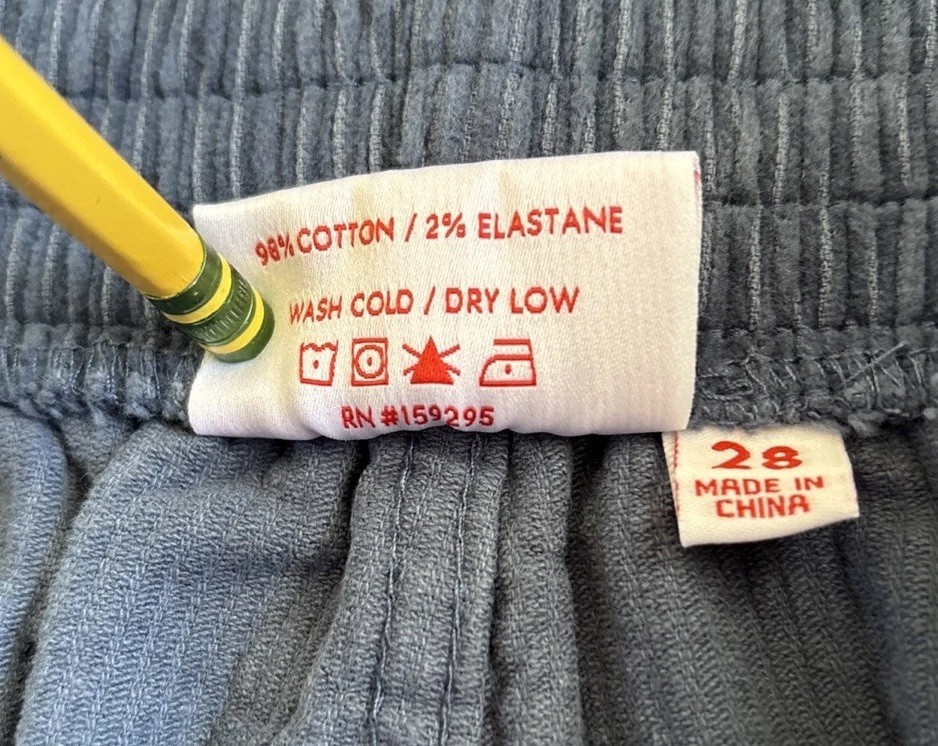 98% COTTON / 2% ELASTANE
WASH COLD / DRY LOW
RN #159295
28
MADE IN
CHINA